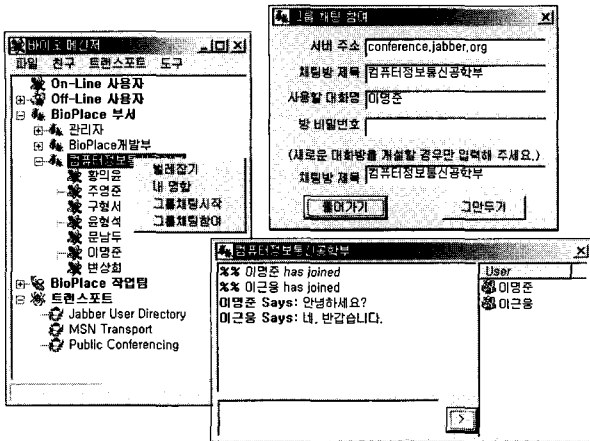 바이오 메신저
파일 친구 트랜스포트 도구
On-Line 사용자
Off-Line 사용자
BioPlace 부서
관리자
BioPlace개발부
컴퓨터정보통
황의윤
주영준
구형서
윤형석
문남두
이명준
변상희
BioPlace 작업팀
트랜스포트
Jabber User Directory
MSN Transport
Public Conferencing
벌레잡기
내 명함
그룹채팅시작
그룹채팅참여
그룹 채팅 참여
서버 주소 conference.jabber.org
채팅방 제목 컴퓨터정보통신공학부
사용할 대화명 이명준
방 비밀번호
(새로운 대화방를 개설할 경우만 입력해 주세요.)
채팅방 제목 컴퓨터정보통신공학부
들어가기 그만두기
컴퓨터정보통신공학부
%% 이명준 has joined
%% 이근웅 has joined
이명준 Says: 안녕하세요?
이근웅 Says: 네, 반갑습니다.
User
이명준
이근웅
>